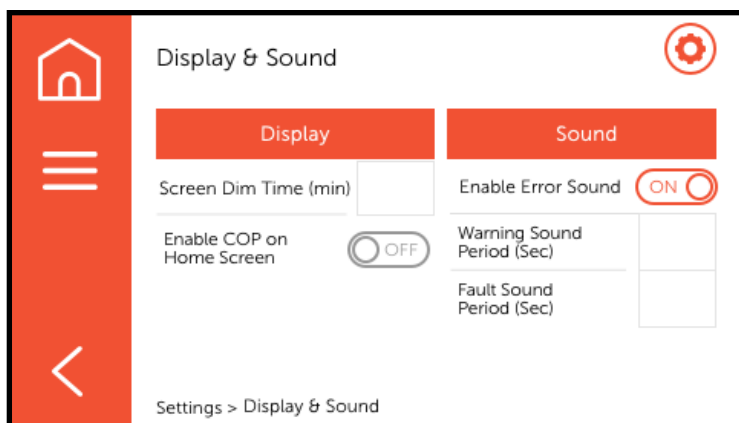 Display & Sound
Display
Screen Dim Time (min)
Enable COP on
Home Screen
OFF
Sound
Enable Error Sound
ON
Warning Sound
Period (Sec)
Fault Sound
Period (Sec)
Settings > Display & Sound